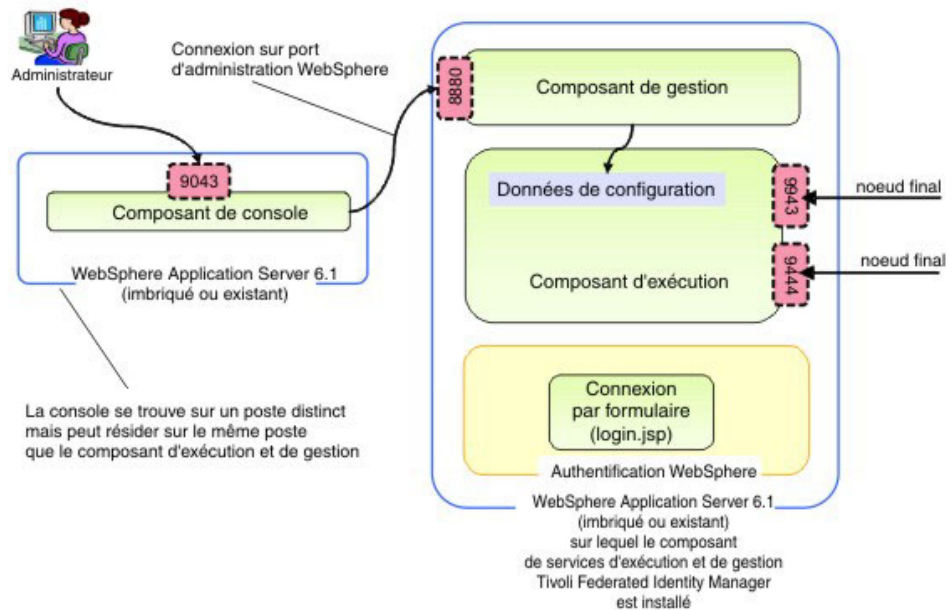 Administrateur
Connexion sur port
d'administration WebSphere
9043
Composant de console
WebSphere Application Server 6.1
(imbriqué ou existant)
La console se trouve sur un poste distinct
mais peut résider sur le même poste
que le composant d'exécution et de gestion
8880
Composant de gestion
Données de configuration
Composant d'exécution
9943
noeud final
9444
noeud final
Connexion
par formulaire
(login.jsp)
Authentification WebSphere
WebSphere Application Server 6.1
(imbriqué ou existant)
sur lequel le composant
de services d'exécution et de gestion
Tivoli Federated Identity Manager
est installé